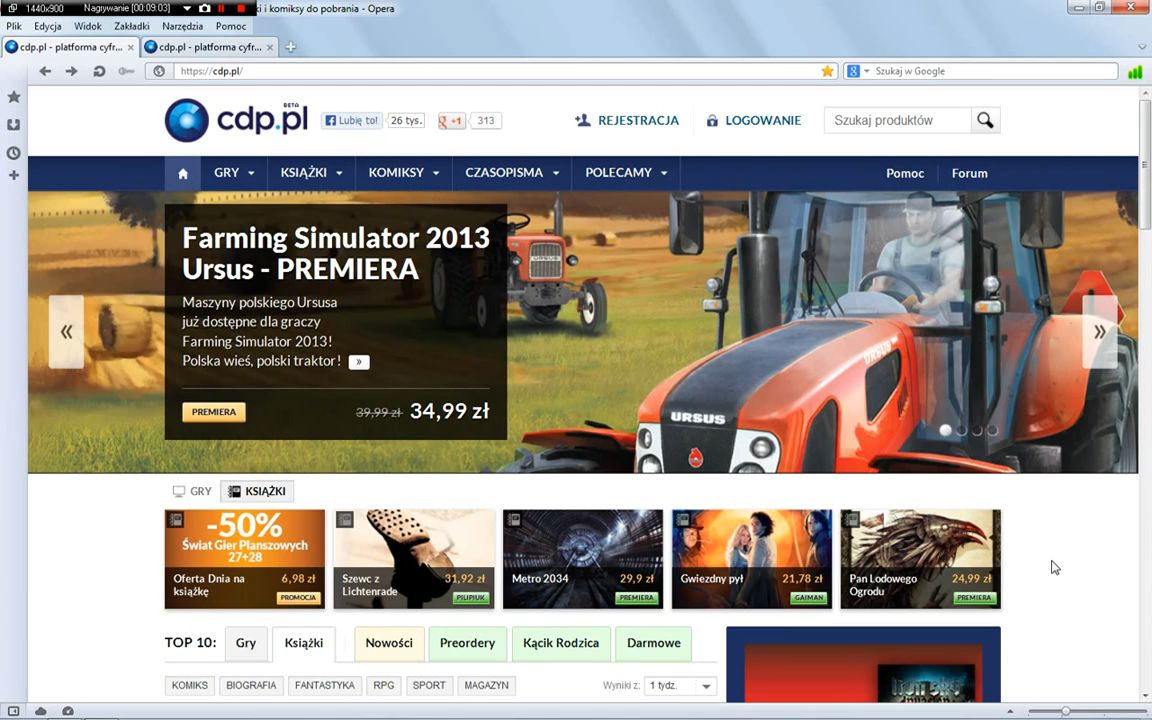 1440x900 Nagrywanie [00:09:03] ki i komiksy do pobrania - Opera
Plik Edycja Widok Zakładki Narzędzia Pomoc
cdp.pl - platforma cyfr... cdp.pl - platforma cyfr...
https://cdp.pl/ Szukaj w Google
cdp.pl BETA Lubię to! 26 tys. +1 313 REJESTRACJA LOGOWANIE Szukaj produktów
GRY KSIĄŻKI KOMIKSY CZASOPISMA POLECAMY Pomoc Forum
Farming Simulator 2013
Ursus - PREMIERA
Maszyny polskiego Ursusa
już dostępne dla graczy
Farming Simulator 2013!
Polska wieś, polski traktor! »
PREMIERA 39,99 zł 34,99 zł
« »
URSUS
URSUS
URSUS
GRY KSIĄŻKI
-50%
Świat Gier Planszowych
27+28
Oferta Dnia na
książkę
6,98 zł
PROMOCJA
Szewc z
Lichtenrade
31,92 zł
PILIPIUK
Metro 2034 29,9 zł
PREMIERA
Gwiezdny pył 21,78 zł
GAIMAN
Pan Lodowego
Ogrodu
24,99 zł
PREMIERA
TOP 10: Gry Książki Nowości Preordery Kącik Rodzica Darmowe
KOMIKS BIOGRAFIA FANTASTYKA RPG SPORT MAGAZYN Wyniki z: 1 tydz.
iron sky